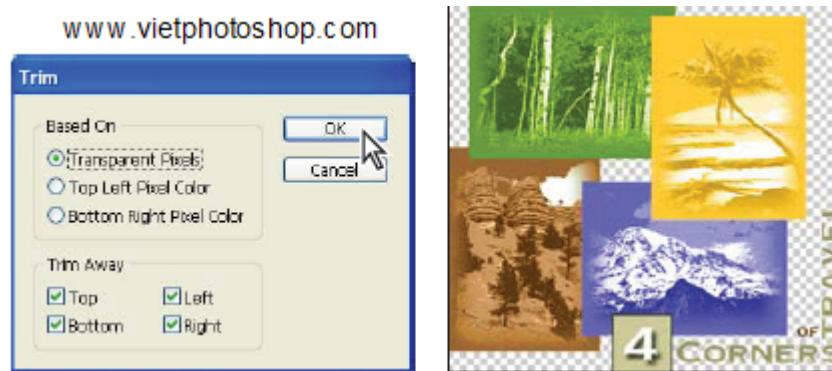 www.vietphotoshop.com
Trim
Based On
Transparent Pixels
Top Left Pixel Color
Bottom Right Pixel Color
OK
Cancel
Trim Away
Top
Left
Bottom
Right
4 CORNERS
OF TRAVEL